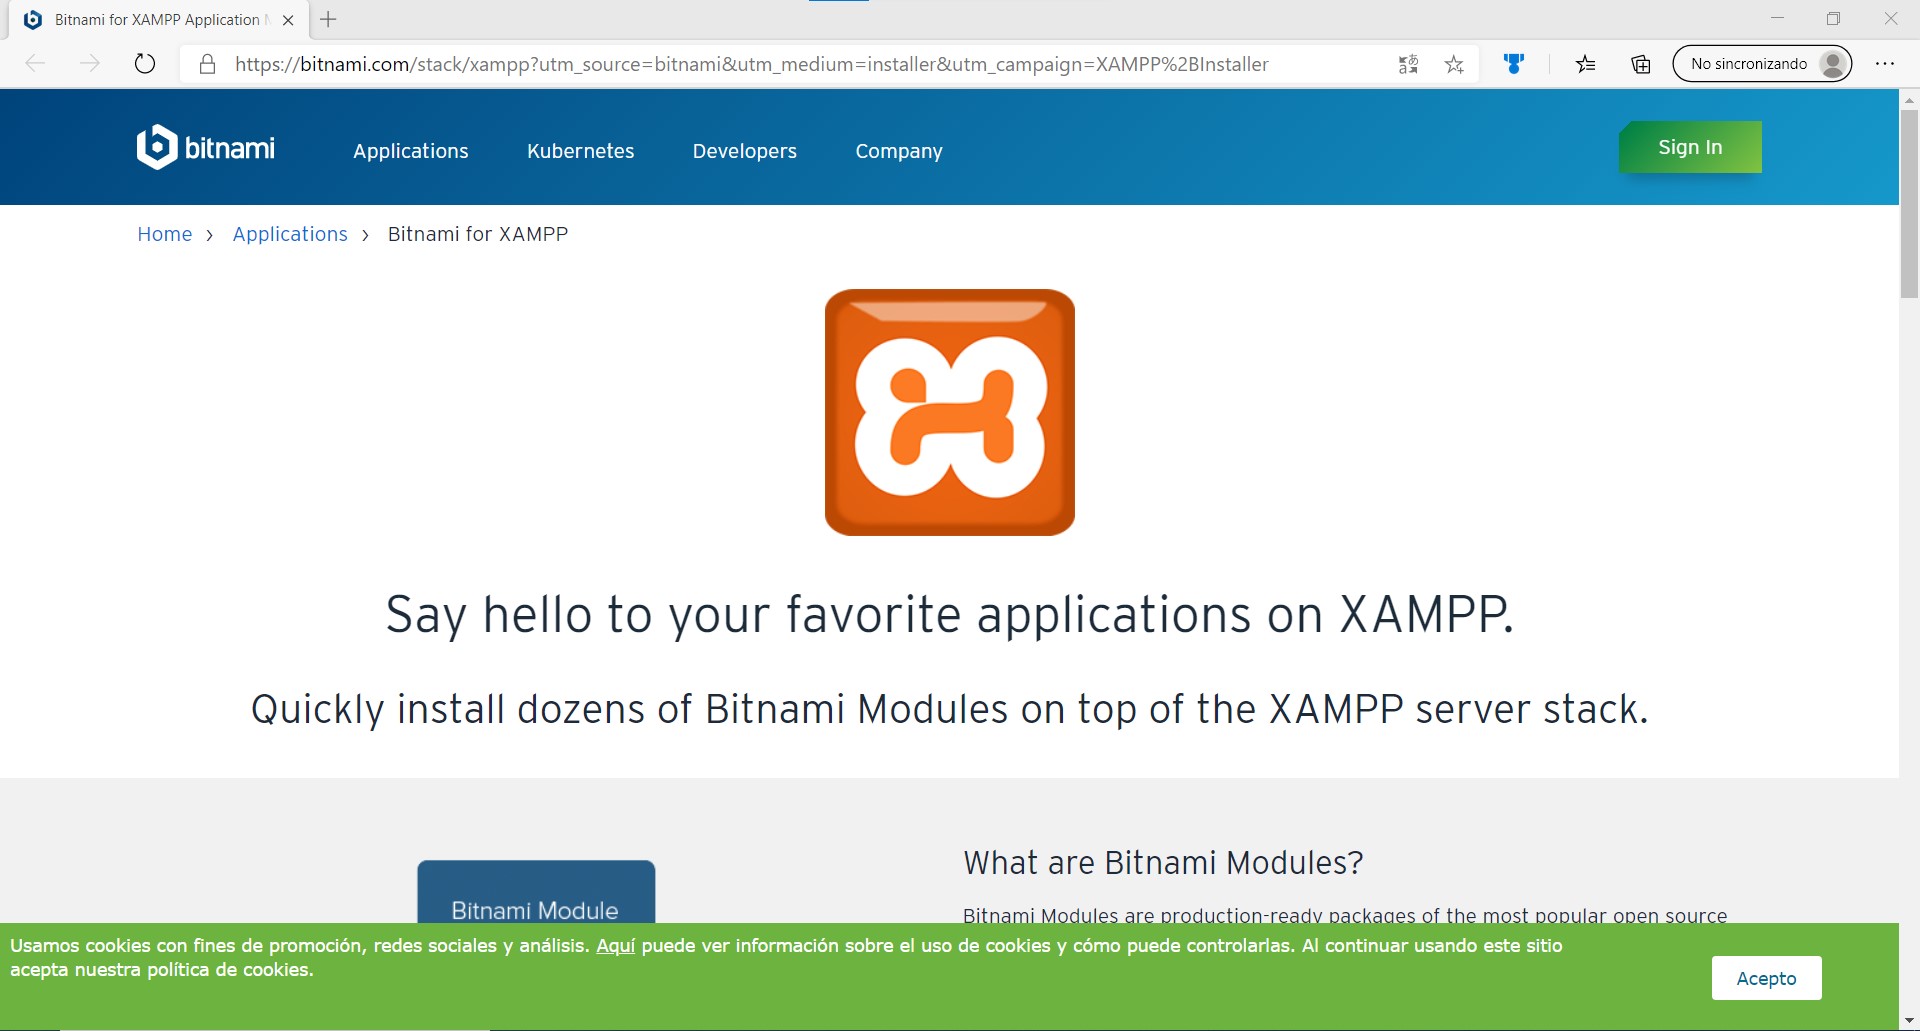 Bitnami for XAMPP Application
https://bitnami.com/stack/xampp?utm_source=bitnami&utm_medium=installer&utm_campaign=XAMPP%2BInstaller
No sincronizando
bitnami
Applications
Kubernetes
Developers
Company
Sign In
Home › Applications › Bitnami for XAMPP
Say hello to your favorite applications on XAMPP.
Quickly install dozens of Bitnami Modules on top of the XAMPP server stack.
Bitnami Module
What are Bitnami Modules?
Bitnami Modules are production-ready packages of the most popular open source
Usamos cookies con fines de promoción, redes sociales y análisis. Aquí puede ver información sobre el uso de cookies y cómo puede controlarlas. Al continuar usando este sitio
acepta nuestra política de cookies.
Acepto